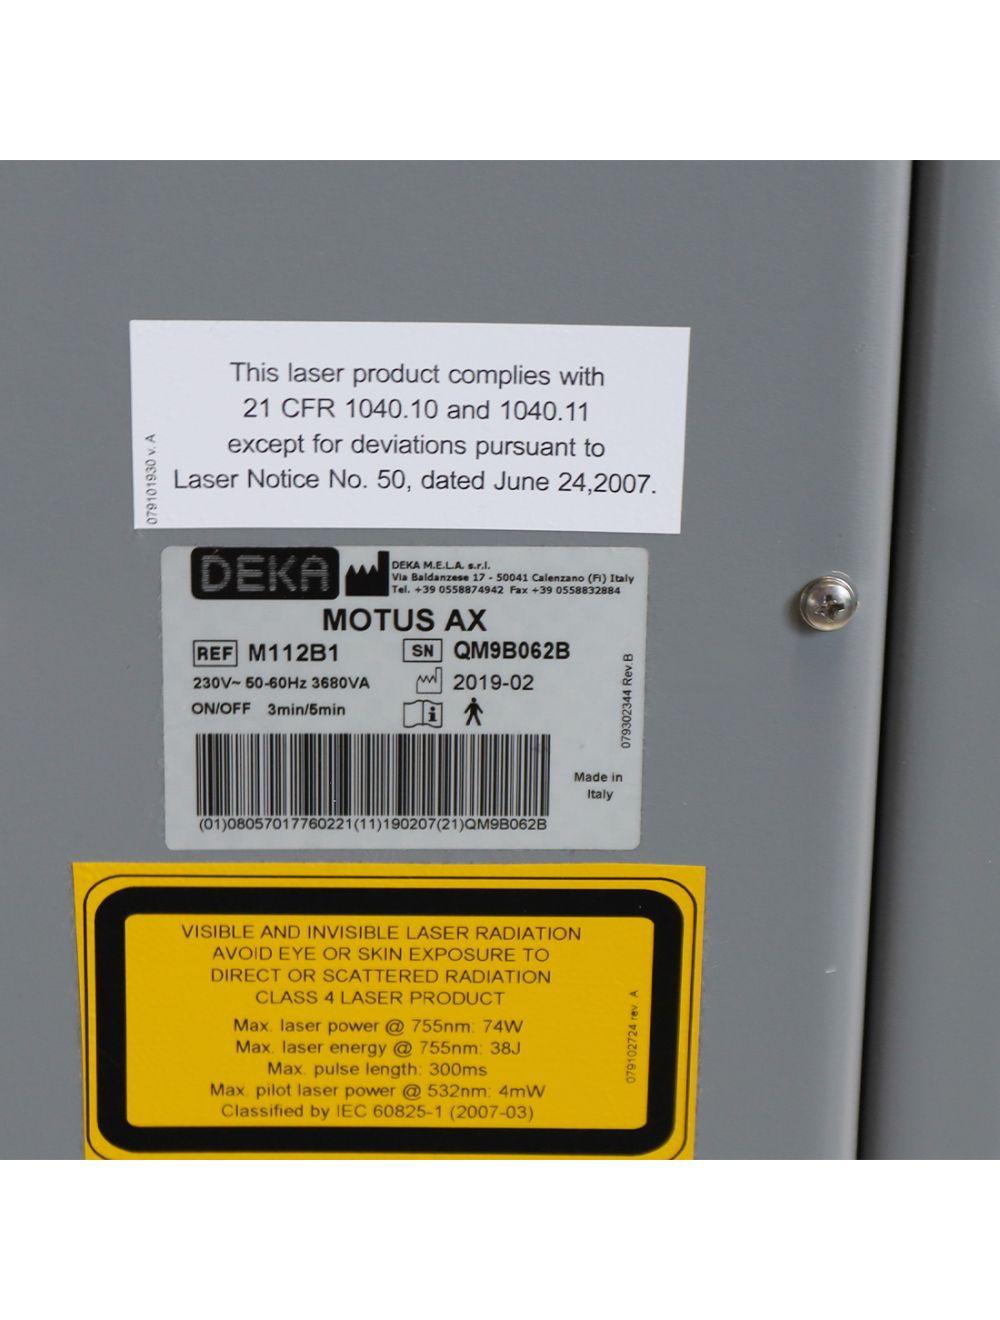 This laser product complies with
21 CFR 1040.10 and 1040.11
except for deviations pursuant to
Laser Notice No. 50, dated June 24,2007.
079101930 v. A
DEKA
DEKA M.E.L.A. s.r.l.
Via Baldanzese 17 - 50041 Calenzano (Fi) Italy
Tel. +39 0558874942 Fax +39 0558832884
MOTUS AX
REF M112B1
SN QM9B062B
230V~ 50-60Hz 3680VA
2019-02
ON/OFF 3min/5min
079302344 Rev.B
Made in
Italy
(01)08057017760221(11)190207(21)QM9B062B
VISIBLE AND INVISIBLE LASER RADIATION
AVOID EYE OR SKIN EXPOSURE TO
DIRECT OR SCATTERED RADIATION
CLASS 4 LASER PRODUCT
Max. laser power @ 755nm: 74W
Max. laser energy @ 755nm: 38J
Max. pulse length: 300ms
Max. pilot laser power @ 532nm: 4mW
Classified by IEC 60825-1 (2007-03)
079102724 rev. A